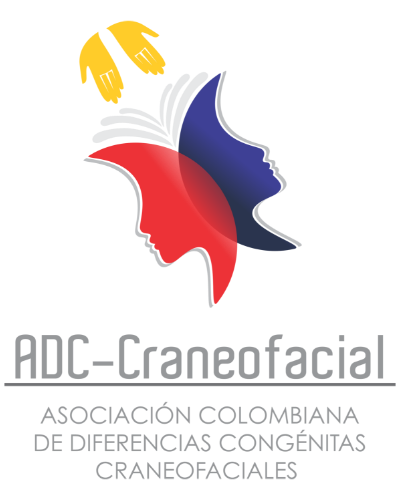 ADC-Craneofacial
ASOCIACIÓN COLOMBIANA
DE DIFERENCIAS CONGÉNITAS
CRANEOFACIALES